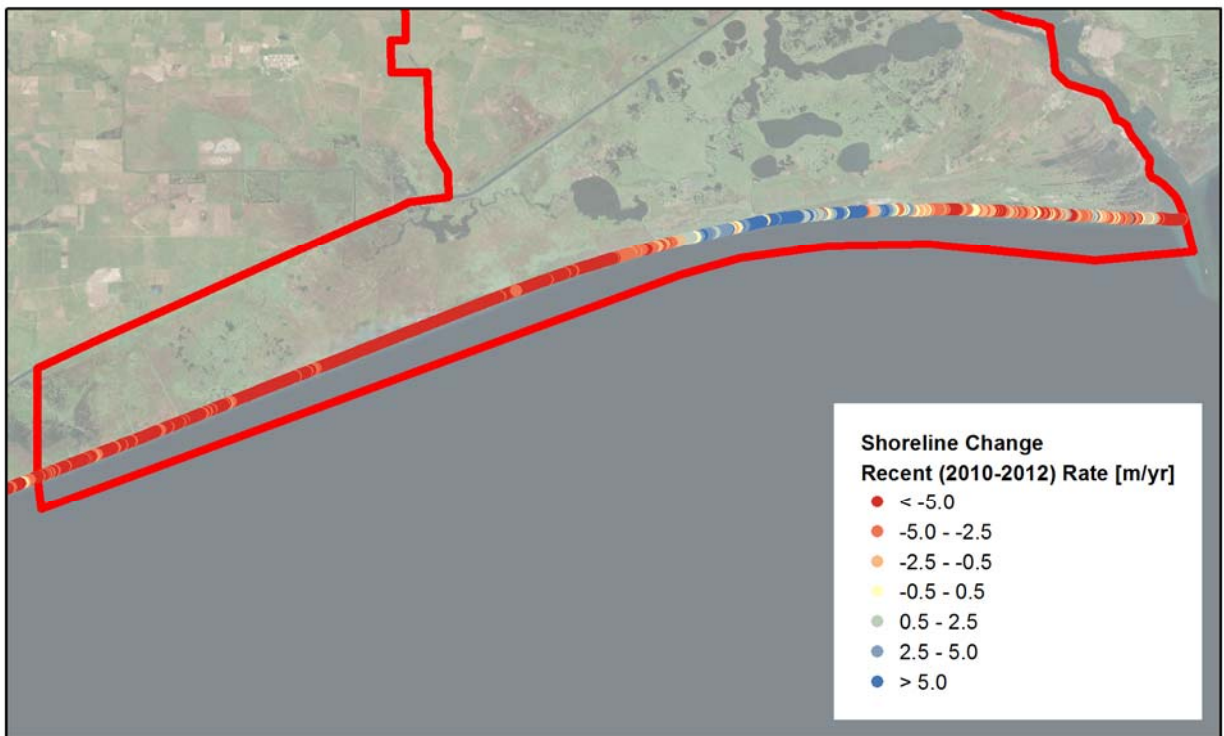 Shoreline Change
Recent (2010-2012) Rate [m/yr]
< -5.0
-5.0 - -2.5
-2.5 - -0.5
-0.5 - 0.5
0.5 - 2.5
2.5 - 5.0
> 5.0